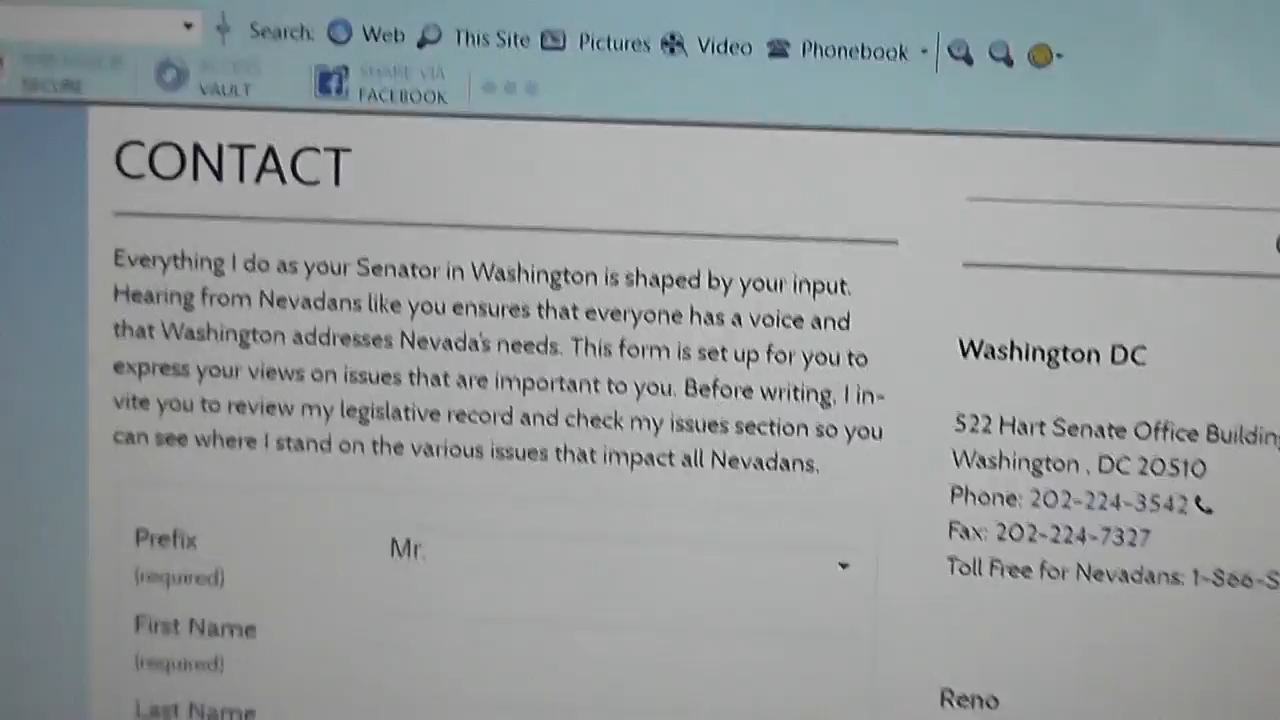 Search: Web This Site Pictures Video Phonebook
SECURE
VAULT
SHARE VIA
FACEBOOK
CONTACT
Everything I do as your Senator in Washington is shaped by your input.
Hearing from Nevadans like you ensures that everyone has a voice and
that Washington addresses Nevada's needs. This form is set up for you to
express your views on issues that are important to you. Before writing, I in-
vite you to review my legislative record and check my issues section so you
can see where I stand on the various issues that impact all Nevadans.
Prefix
(required)
Mr.
First Name
(required)
Last Name
Washington DC
522 Hart Senate Office Building
Washington , DC 20510
Phone: 202-224-3542
Fax: 202-224-7327
Toll Free for Nevadans: 1-866-S
Reno